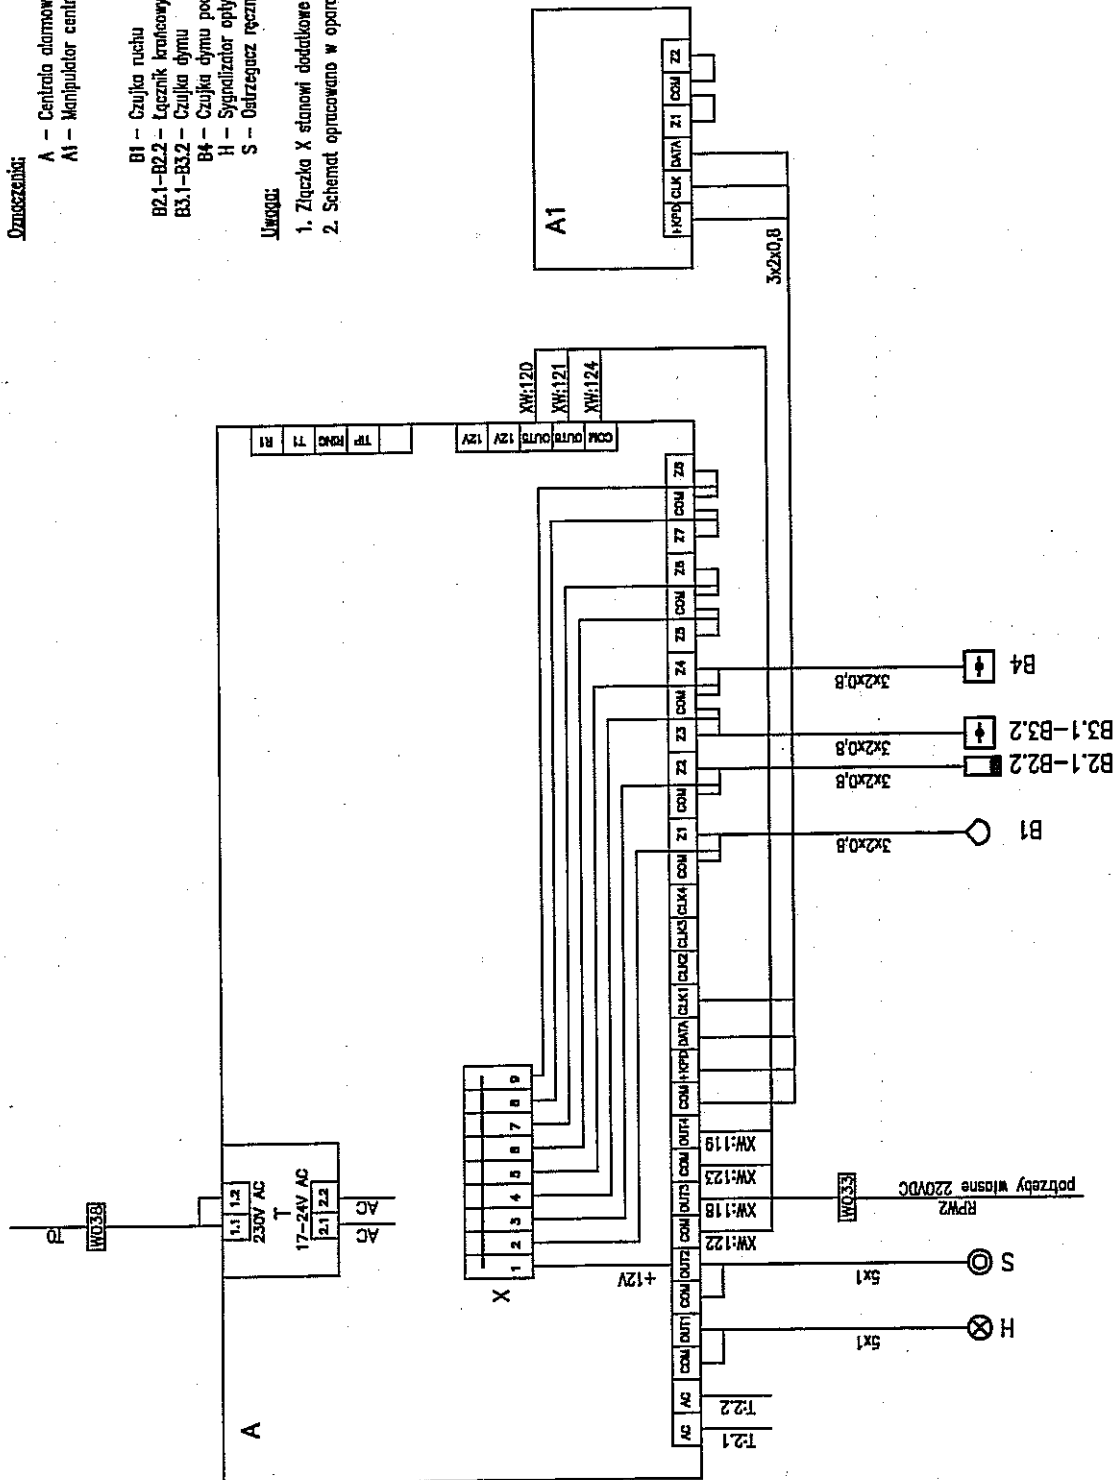 Oznaczenia:
A – Centrala
A1 – Manipulator
B1 – Czujka ruchu
B2.1–B2.2 – Łącznik krańcowy
B3.1–B3.2 – Czujka dymu
B4 – Czujka dymu
H – Sygnalizator
S – Ostrzegacz
Uwaga:
1. Złączka X stanowi dodatkowe
2. Schemat opracowano w
A1
+KPD CLK DATA Z1 COM Z2
3x2x0,8
R1 T1 RING TIP
12V 12V OUT5 OUT6 COM
XW:120
XW:121
XW:124
TO
W038
1.1 1.2
230V AC
T
17–24V AC
2.1 2.2
AC AC
A
X
1 2 3 4 5 6 7 8 9
+12V
AC AC COM OUT1 COM OUT2 COM OUT3 COM OUT4 COM +KPD DATA CLK1 CLK2 CLK3 CLK4 COM Z1 COM Z2 Z3 COM Z4 Z5 COM Z6 Z7 COM Z8
T:2.1
T:2.2
XW:122
XW:118
XW:123
XW:119
5x1
H
5x1
S
W033
RPW2
potrzeby własne 220VDC
3x2x0,8
B1
3x2x0,8
B2.1–B2.2
3x2x0,8
B3.1–B3.2
3x2x0,8
B4